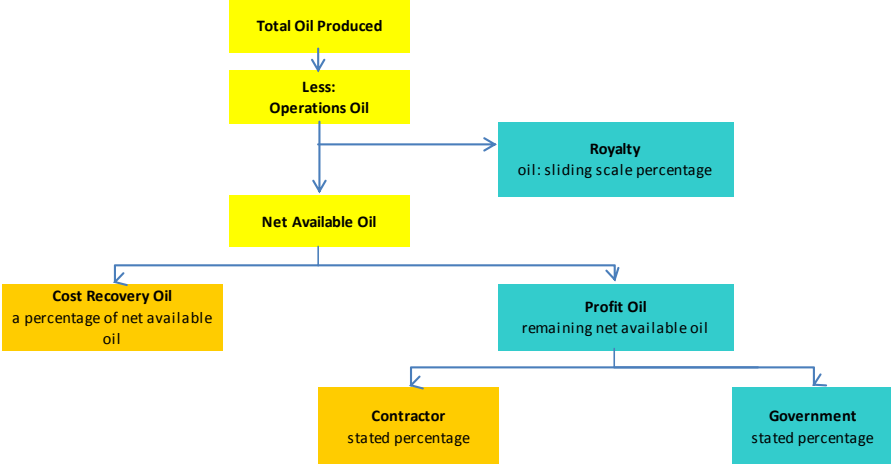 Total Oil Produced
Less:
Operations Oil
Royalty
oil: sliding scale percentage
Net Available Oil
Cost Recovery Oil
a percentage of net available
oil
Profit Oil
remaining net available oil
Contractor
stated percentage
Government
stated percentage